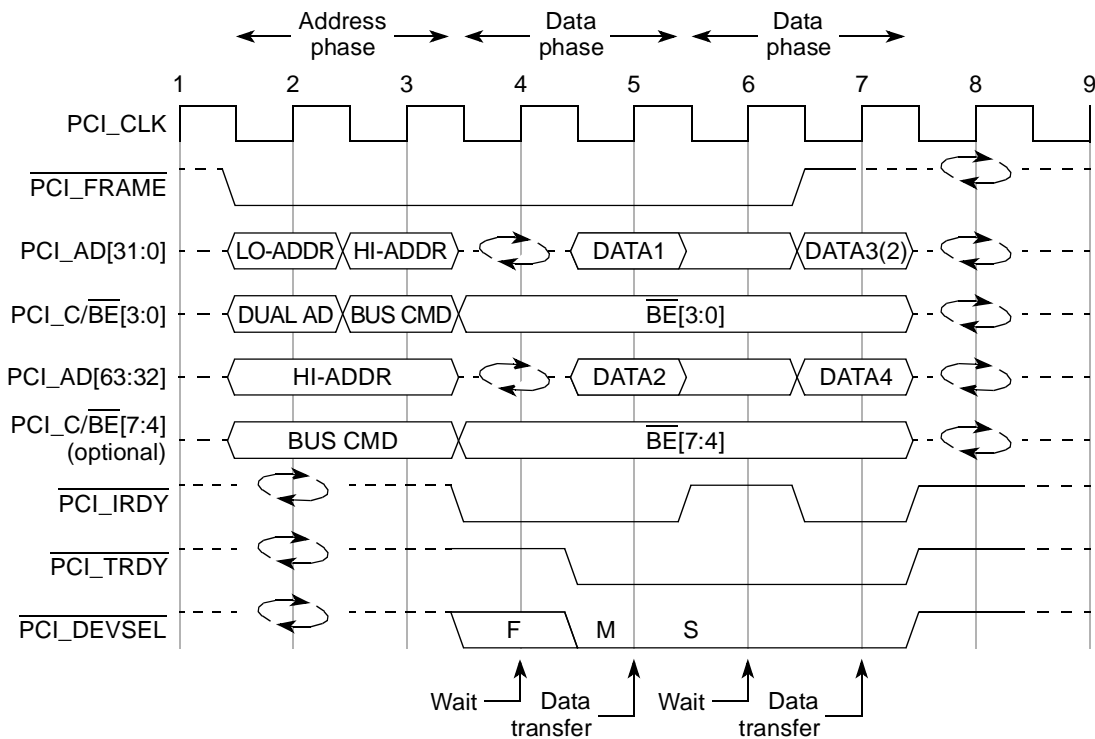 Address phase
Data phase
Data phase
1 2 3 4 5 6 7 8 9
PCI_CLK
PCI_FRAME
PCI_AD[31:0] LO-ADDR HI-ADDR DATA1 DATA3(2)
PCI_C/BE[3:0] DUAL AD BUS CMD BE[3:0]
PCI_AD[63:32] HI-ADDR DATA2 DATA4
PCI_C/BE[7:4] (optional) BUS CMD BE[7:4]
PCI_IRDY
PCI_TRDY
PCI_DEVSEL F M S
Wait Data transfer Wait Data transfer